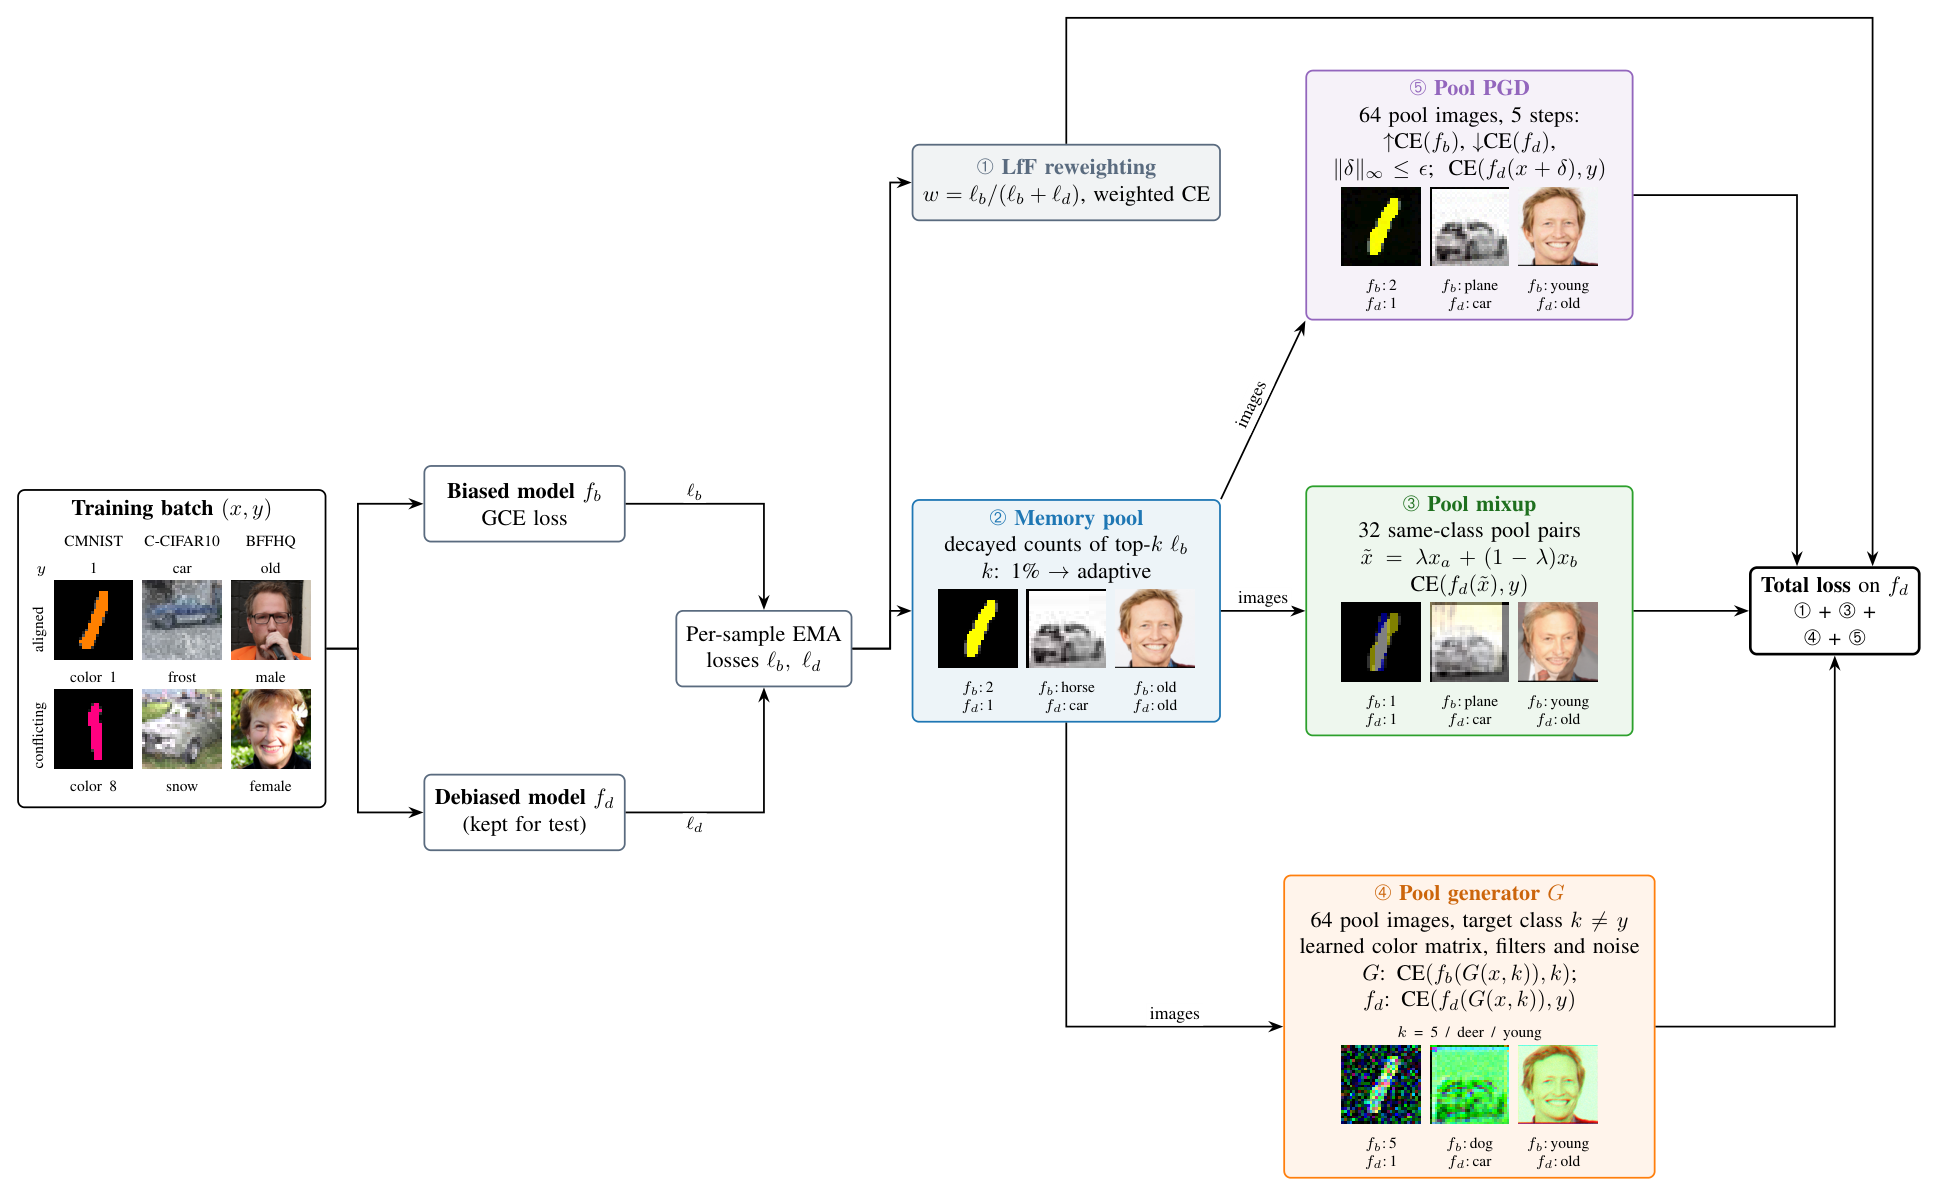 Training batch (x, y)
CMNIST C-CIFAR10 BFFHQ
y 1 car old
aligned
color 1 frost male
conflicting
color 8 snow female
Biased model f_b
GCE loss
Debiased model f_d
(kept for test)
ℓ_b
ℓ_d
Per-sample EMA
losses ℓ_b, ℓ_d
① LfF reweighting
w = ℓ_b/(ℓ_b + ℓ_d), weighted CE
② Memory pool
decayed counts of top-k ℓ_b
k: 1% → adaptive
f_b: 2 f_b: horse f_b: old
f_d: 1 f_d: car f_d: old
images
images
images
⑤ Pool PGD
64 pool images, 5 steps:
↑CE(f_b), ↓CE(f_d),
‖δ‖_∞ ≤ ϵ; CE(f_d(x + δ), y)
f_b: 2 f_b: plane f_b: young
f_d: 1 f_d: car f_d: old
③ Pool mixup
32 same-class pool pairs
x̃ = λx_a + (1 − λ)x_b
CE(f_d(x̃), y)
f_b: 1 f_b: plane f_b: young
f_d: 1 f_d: car f_d: old
④ Pool generator G
64 pool images, target class k ≠ y
learned color matrix, filters and noise
G: CE(f_b(G(x, k)), k);
f_d: CE(f_d(G(x, k)), y)
k = 5 / deer / young
f_b: 5 f_b: dog f_b: young
f_d: 1 f_d: car f_d: old
Total loss on f_d
① + ③ +
④ + ⑤